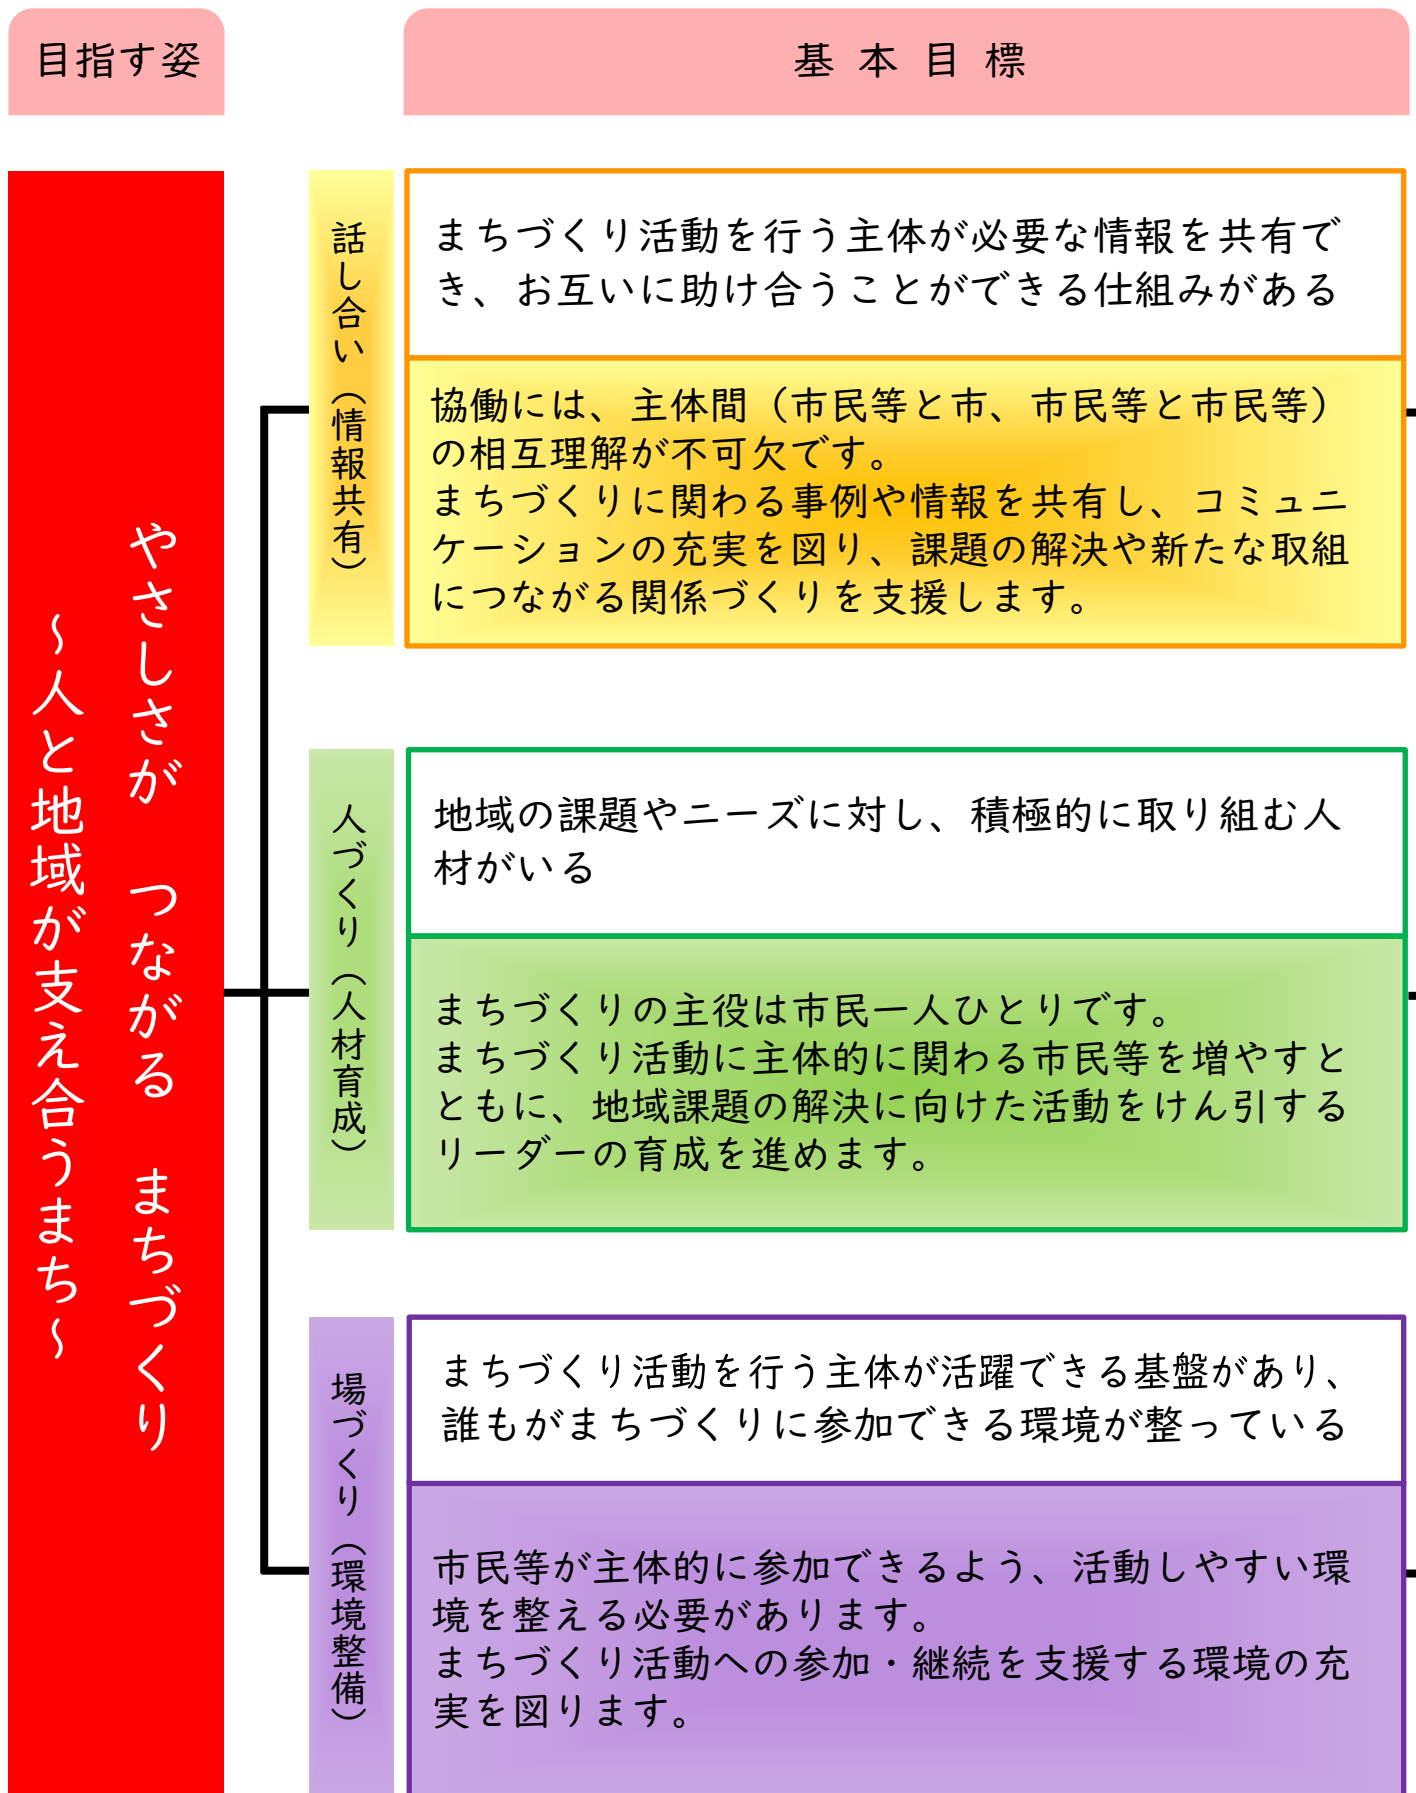 目指す姿
基本目標
やさしさが つながる まちづくり
～人と地域が支え合うまち～
話し合い（情報共有）
まちづくり活動を行う主体が必要な情報を共有で
き、お互いに助け合うことができる仕組みがある
協働には、主体間（市民等と市、市民等と市民等）
の相互理解が不可欠です。
まちづくりに関わる事例や情報を共有し、コミュニ
ケーションの充実を図り、課題の解決や新たな取組
につながる関係づくりを支援します。
人づくり（人材育成）
地域の課題やニーズに対し、積極的に取り組む人
材がいる
まちづくりの主役は市民一人ひとりです。
まちづくり活動に主体的に関わる市民等を増やすと
ともに、地域課題の解決に向けた活動をけん引する
リーダーの育成を進めます。
場づくり（環境整備）
まちづくり活動を行う主体が活躍できる基盤があり、
誰もがまちづくりに参加できる環境が整っている
市民等が主体的に参加できるよう、活動しやすい環
境を整える必要があります。
まちづくり活動への参加・継続を支援する環境の充
実を図ります。